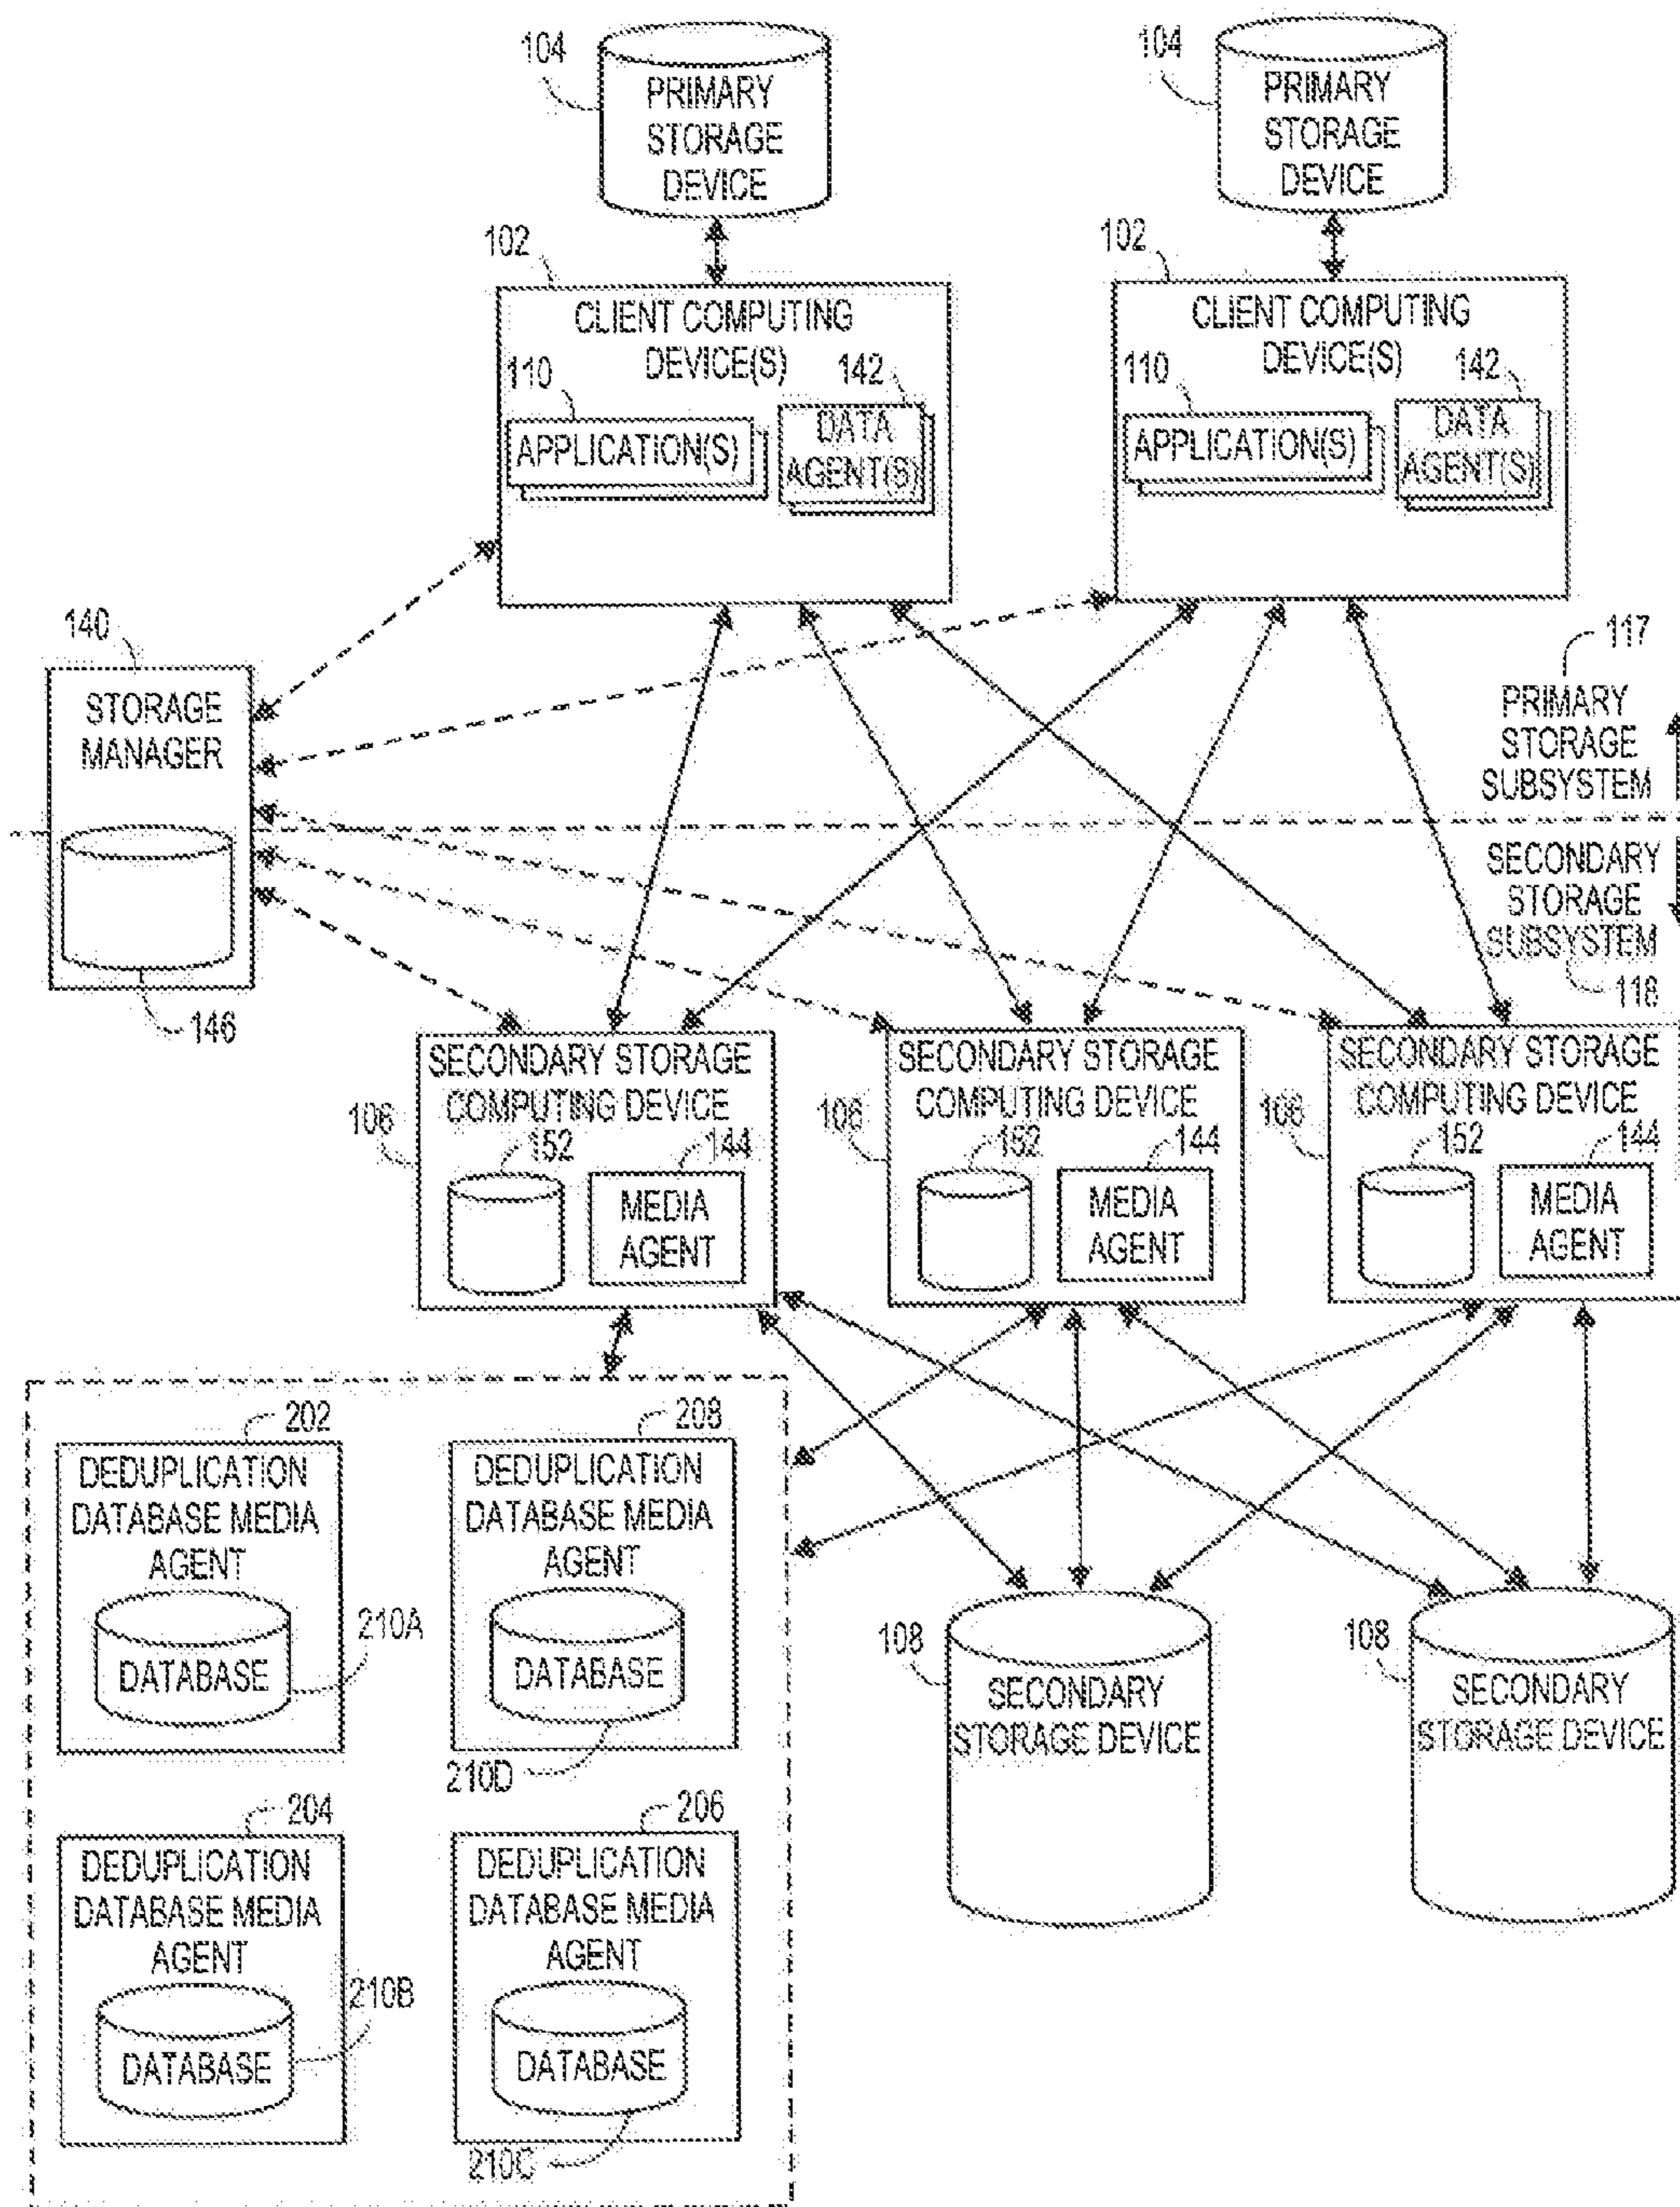 104
PRIMARY
STORAGE
DEVICE
104
PRIMARY
STORAGE
DEVICE
102
CLIENT COMPUTING
DEVICE(S)
110
142
APPLICATION(S)
DATA
AGENT(S)
102
CLIENT COMPUTING
DEVICE(S)
110
142
APPLICATION(S)
DATA
AGENT(S)
140
STORAGE
MANAGER
146
117
PRIMARY
STORAGE
SUBSYSTEM
SECONDARY
STORAGE
SUBSYSTEM
118
SECONDARY STORAGE
COMPUTING DEVICE
106
152
144
MEDIA
AGENT
SECONDARY STORAGE
COMPUTING DEVICE
106
152
144
MEDIA
AGENT
SECONDARY STORAGE
COMPUTING DEVICE
106
152
144
MEDIA
AGENT
202
DEDUPLICATION
DATABASE MEDIA
AGENT
210A
DATABASE
208
DEDUPLICATION
DATABASE MEDIA
AGENT
DATABASE
210D
204
DEDUPLICATION
DATABASE MEDIA
AGENT
210B
DATABASE
206
DEDUPLICATION
DATABASE MEDIA
AGENT
DATABASE
210C
108
SECONDARY
STORAGE DEVICE
108
SECONDARY
STORAGE DEVICE